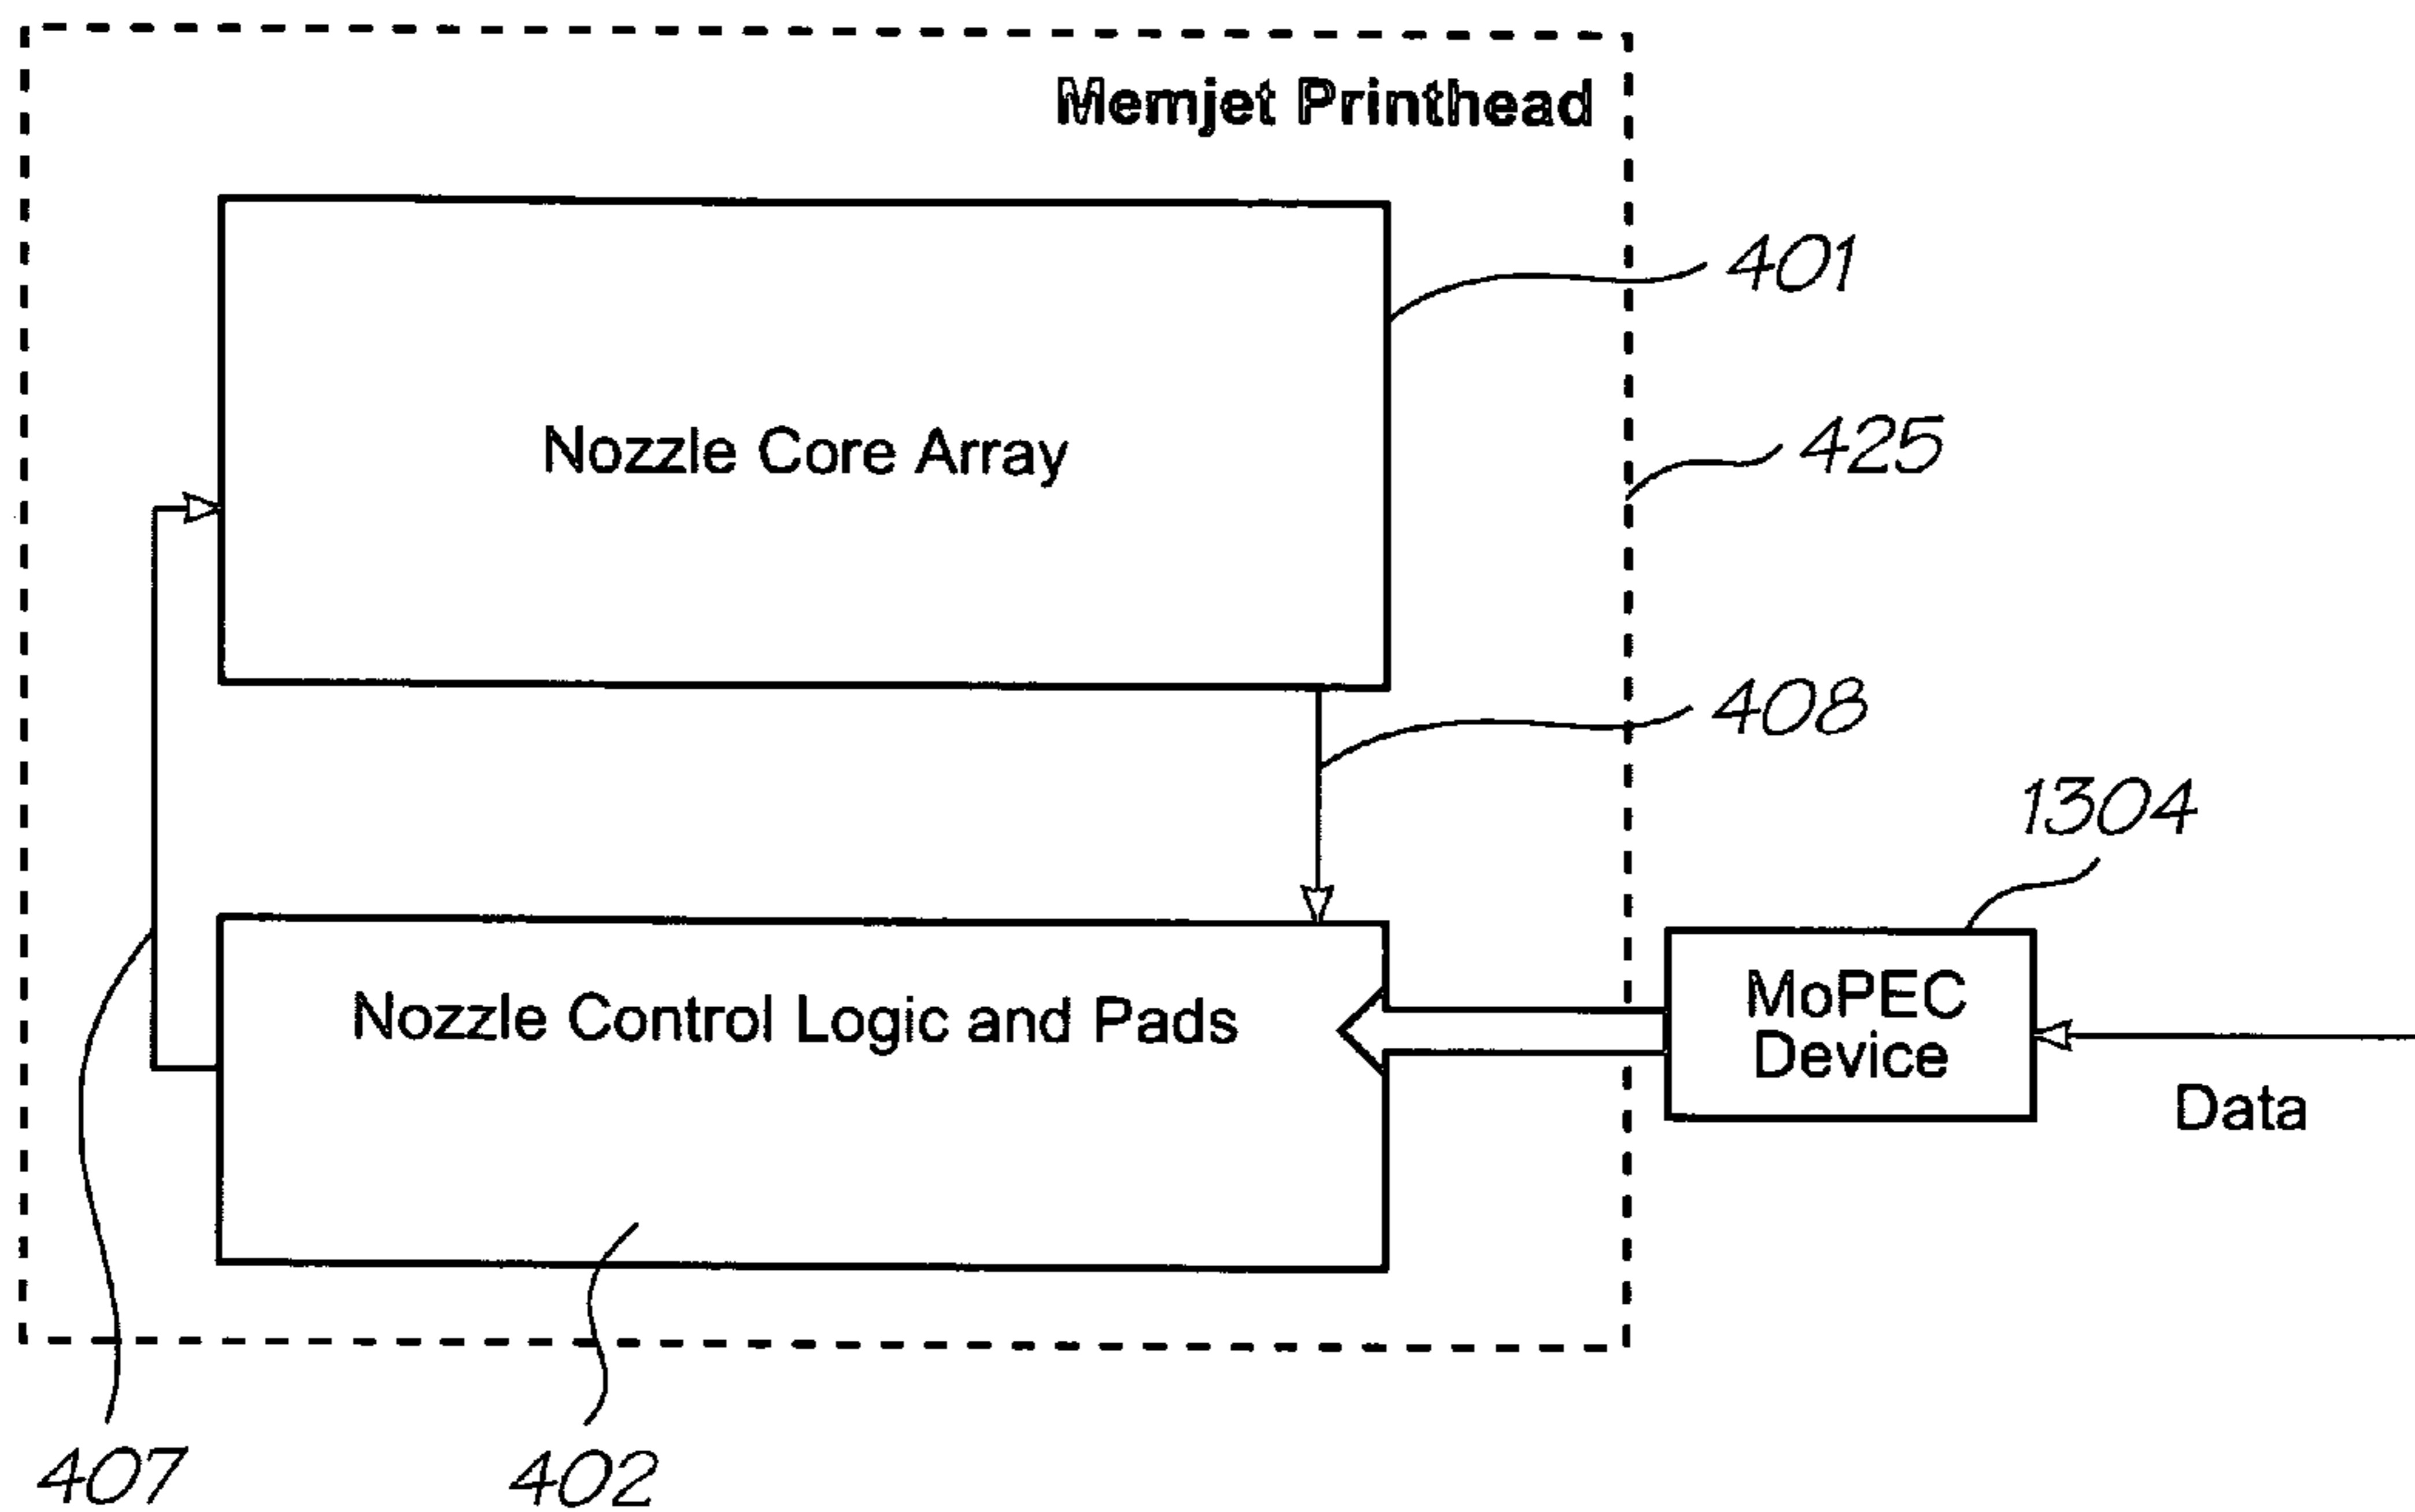 Memjet Printhead
401
Nozzle Core Array
425
408
1304
Nozzle Control Logic and Pads
MoPEC
Device
Data
407
402